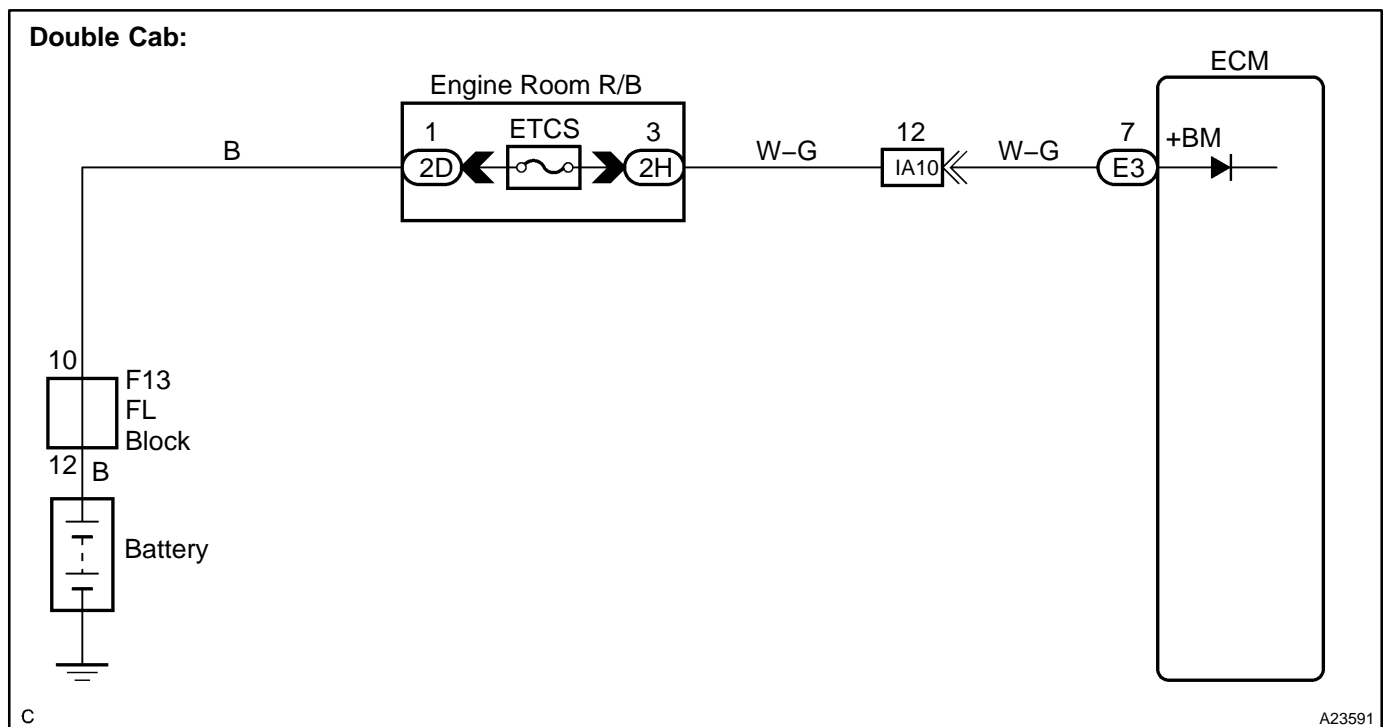 Double Cab:
ECM
Engine Room R/B
1
ETCS
3
12
7
+BM
B
W–G
W–G
2D
2H
IA10
E3
10
F13
FL
Block
12
B
Battery
C
A23591